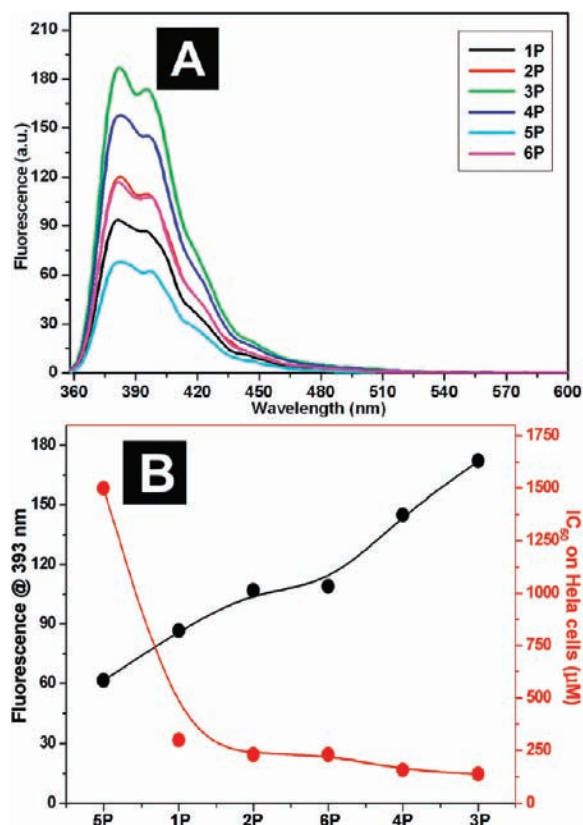 A
1P
2P
3P
4P
5P
6P
Fluorescence (a.u.)
210
180
150
120
90
60
30
0
360 390 420 450 480 510 540 570 600
Wavelength (nm)
B
Fluorescence @ 393 nm
180
150
120
90
60
30
0
IC50 on Hela cells (µM)
1750
1500
1250
1000
750
500
250
0
5P 1P 2P 6P 4P 3P